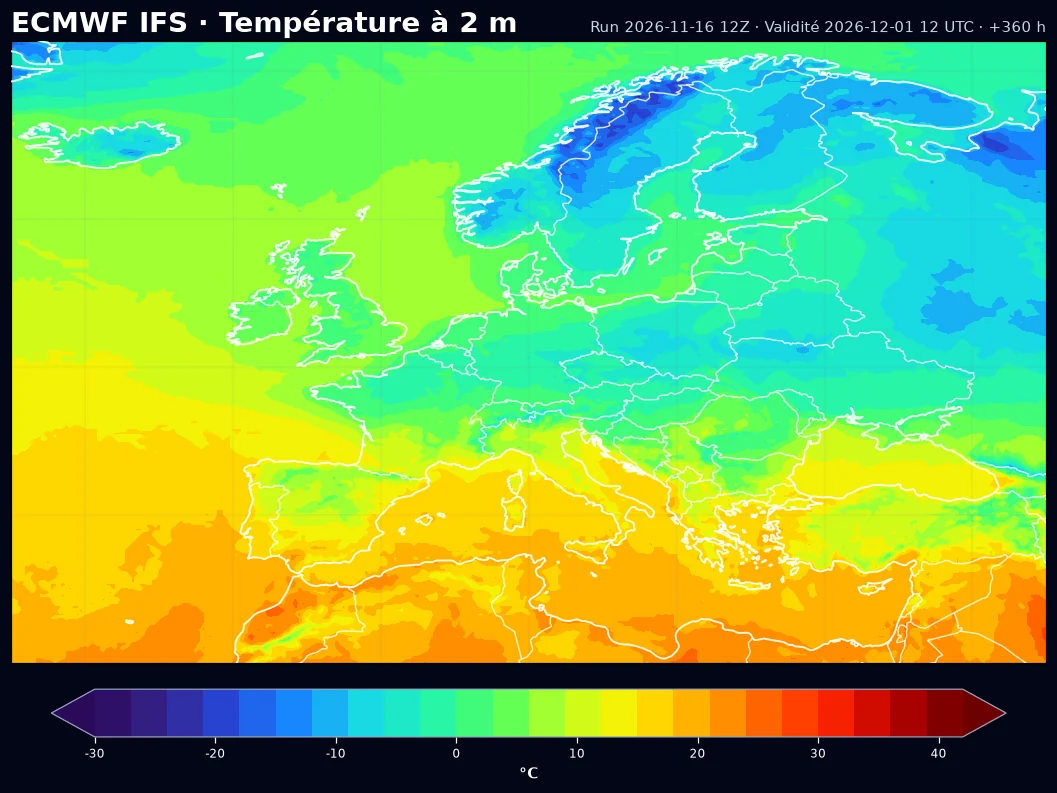 ECMWF IFS · Température à 2 m
Run 2026-11-16 12Z · Validité 2026-12-01 12 UTC · +360 h
-30 -20 -10 0 10 20 30 40
°C